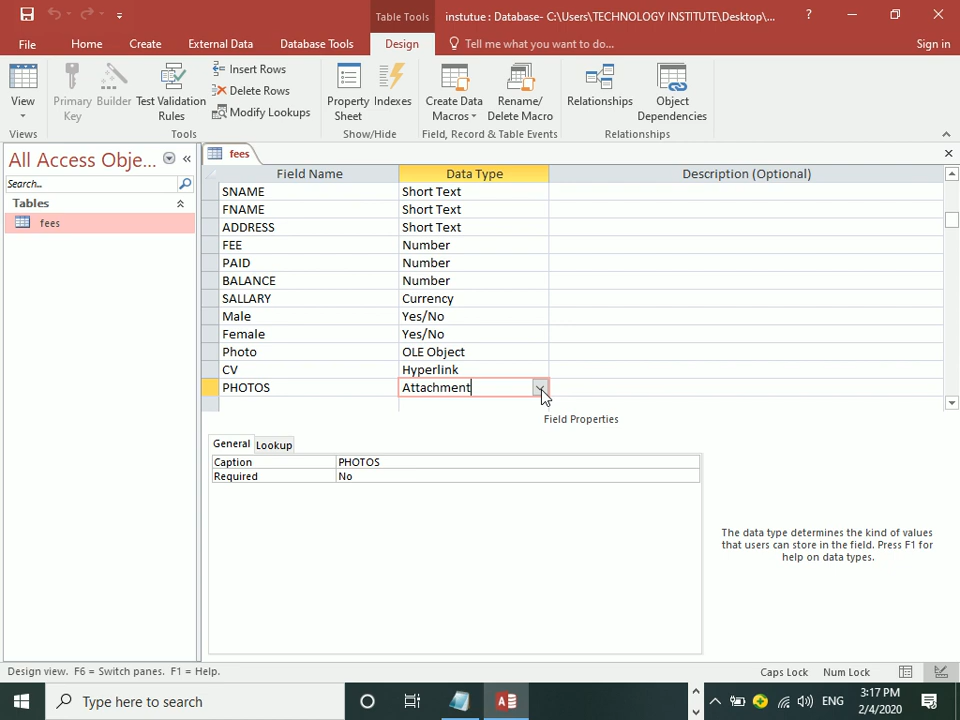 Table Tools
instutue : Database- C:\Users\TECHNOLOGY INSTITUTE\Desktop\...
?
File
Home
Create
External Data
Database Tools
Design
Tell me what you want to do...
Sign in
View
Primary Key
Builder
Test Validation Rules
Insert Rows
Delete Rows
Modify Lookups
Property Sheet
Indexes
Create Data Macros
Rename/ Delete Macro
Relationships
Object Dependencies
Views
Tools
Show/Hide
Field, Record & Table Events
Relationships
All Access Obje...
Search...
Tables
fees
fees
Field Name Data Type Description (Optional)
SNAME Short Text
FNAME Short Text
ADDRESS Short Text
FEE Number
PAID Number
BALANCE Number
SALLARY Currency
Male Yes/No
Female Yes/No
Photo OLE Object
CV Hyperlink
PHOTOS Attachment
Field Properties
General Lookup
Caption PHOTOS
Required No
The data type determines the kind of values
that users can store in the field. Press F1 for
help on data types.
Design view. F6 = Switch panes. F1 = Help.
Caps Lock Num Lock
Type here to search
ENG
3:17 PM
2/4/2020